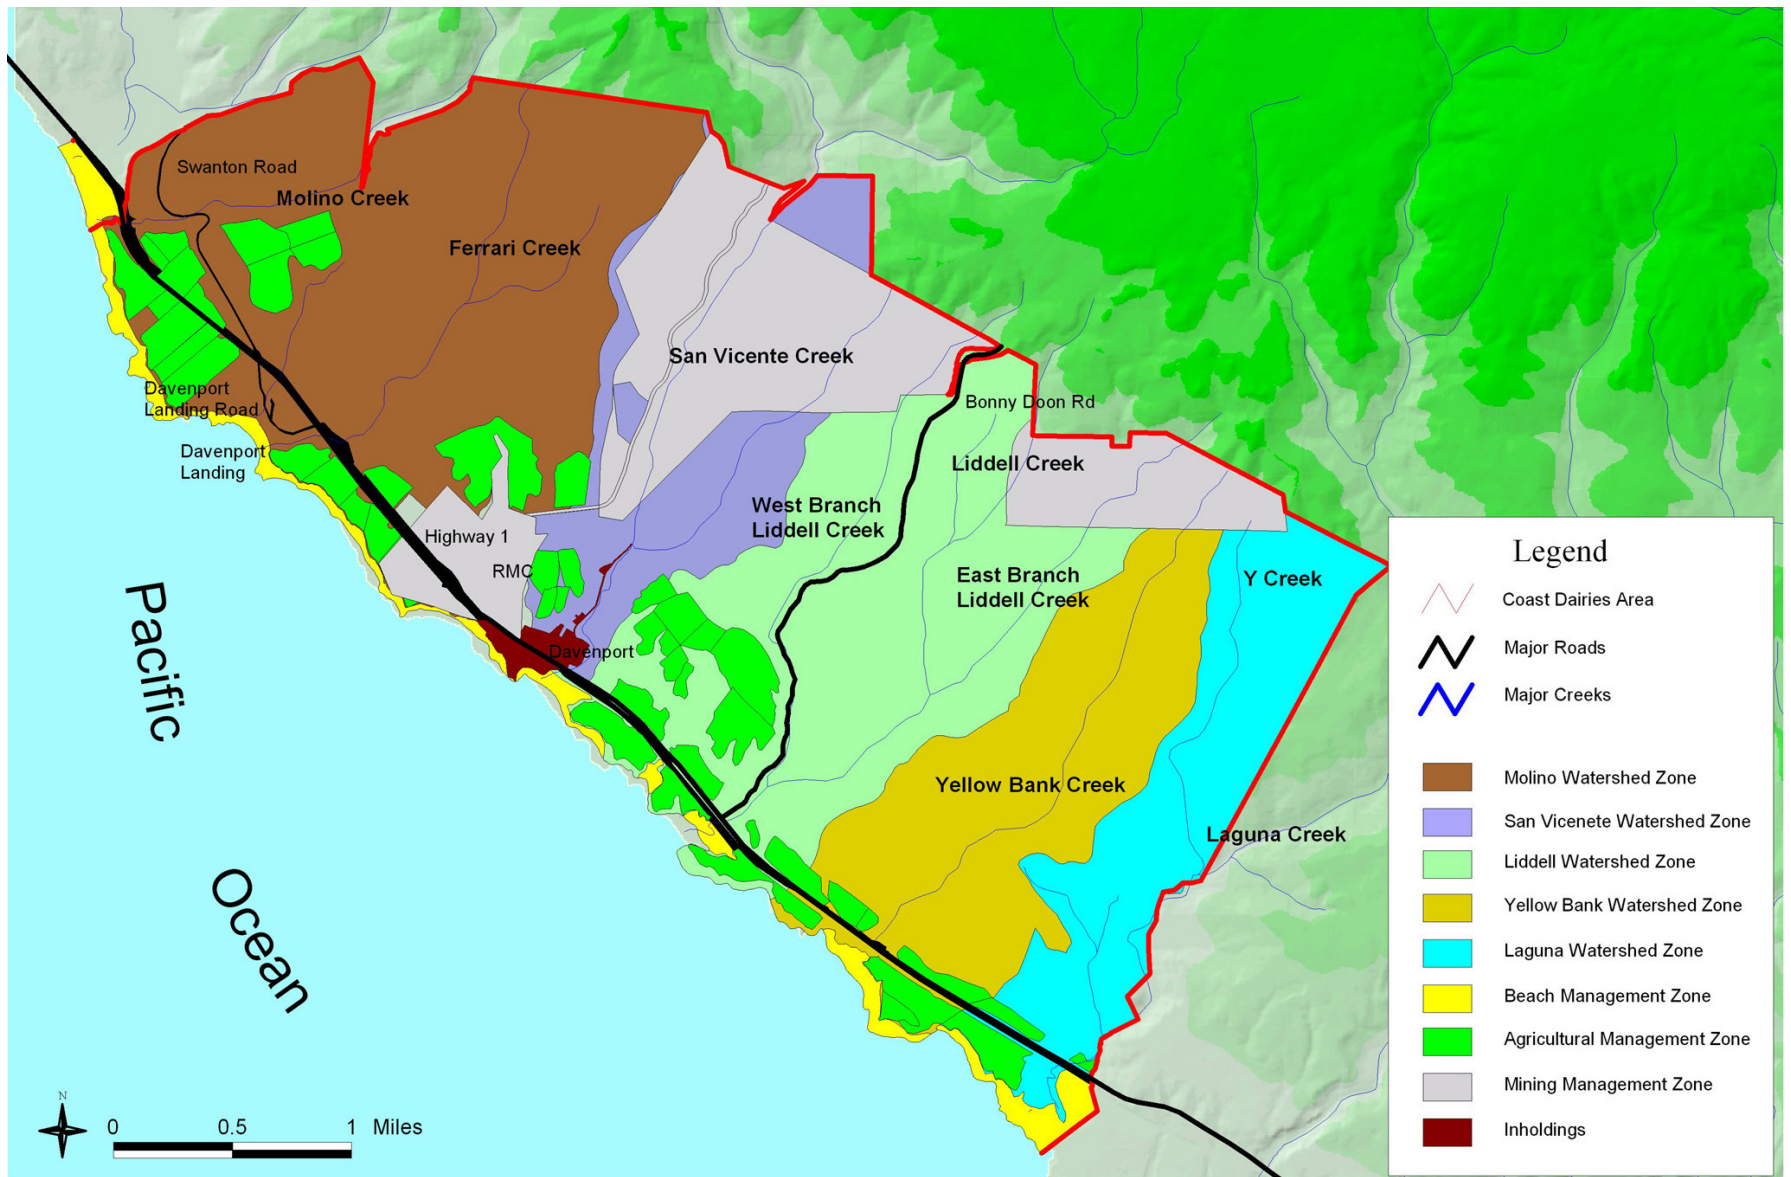 Swanton Road
Molino Creek
Ferrari Creek
San Vicente Creek
Davenport
Landing Road
Bonny Doon Rd
Davenport
Landing
Liddell Creek
West Branch
Liddell Creek
Highway 1
RMC
East Branch
Liddell Creek
Y Creek
Davenport
Pacific
Yellow Bank Creek
Laguna Creek
Ocean
N
0 0.5 1 Miles
Legend
Coast Dairies Area
Major Roads
Major Creeks
Molino Watershed Zone
San Vicenete Watershed Zone
Liddell Watershed Zone
Yellow Bank Watershed Zone
Laguna Watershed Zone
Beach Management Zone
Agricultural Management Zone
Mining Management Zone
Inholdings